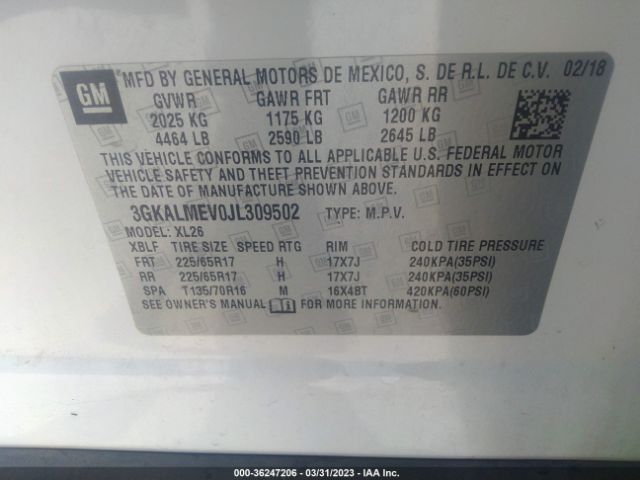 GM MFD BY GENERAL MOTORS DE MEXICO, S. DE R.L. DE C.V. 02/18
GVWR GAWR FRT GAWR RR
2025 KG 1175 KG 1200 KG
4464 LB 2590 LB 2645 LB
THIS VEHICLE CONFORMS TO ALL APPLICABLE U.S. FEDERAL MOTOR
VEHICLE SAFETY AND THEFT PREVENTION STANDARDS IN EFFECT ON
THE DATE OF MANUFACTURE SHOWN ABOVE.
3GKALMEV0JL309502 TYPE: M.P.V.
MODEL: XL26
XBLF TIRE SIZE SPEED RTG RIM COLD TIRE PRESSURE
FRT 225/65R17 H 17X7J 240KPA(35PSI)
RR 225/65R17 H 17X7J 240KPA(35PSI)
SPA T135/70R16 M 16X4BT 420KPA(60PSI)
SEE OWNER'S MANUAL FOR MORE INFORMATION.
000-36247206 - 03/31/2023 - IAA Inc.